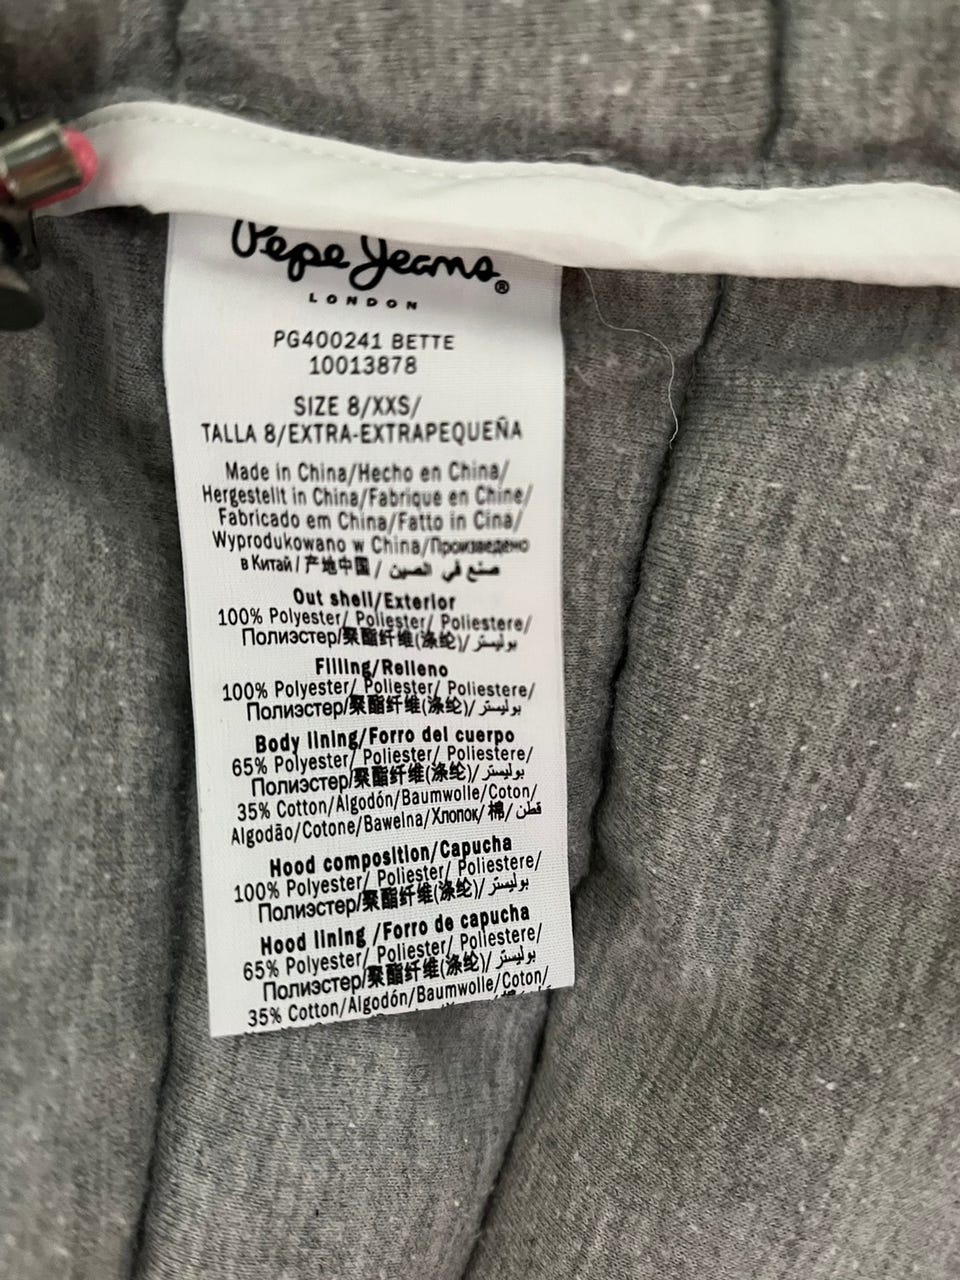 Pepe Jeans®
LONDON
PG400241 BETTE
10013878
SIZE 8/XXS/
TALLA 8/EXTRA-EXTRAPEQUEÑA
Made in China/Hecho en China/
Hergestellt in China/Fabrique en Chine/
Fabricado em China/Fatto in Cina/
Wyprodukowano w China/Произведено
в Китай/产地中国/ صنع في الصين
Out shell/Exterior
100% Polyester/ Poliester/ Poliestere/
Полиэстер/聚酯纤维(涤纶)/ بوليستر
Filling/Relleno
100% Polyester/ Poliester/ Poliestere/
Полиэстер/聚酯纤维(涤纶)/ بوليستر
Body lining/Forro del cuerpo
65% Polyester/ Poliester/ Poliestere/
Полиэстер/聚酯纤维(涤纶)/ بوليستر
35% Cotton/Algodón/Baumwolle/Coton/
Algodão/Cotone/Bawelna/Хлопок/棉/ قطن
Hood composition/Capucha
100% Polyester/ Poliester/ Poliestere/
Полиэстер/聚酯纤维(涤纶)/ بوليستر
Hood lining /Forro de capucha
65% Polyester/ Poliester/ Poliestere/
Полиэстер/聚酯纤维(涤纶)/ بوليستر
35% Cotton/Algodón/Baumwolle/Coton/